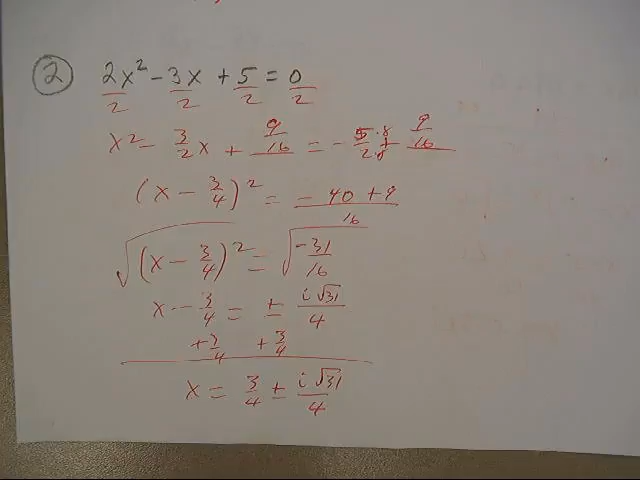 ② 2x² - 3x + 5 = 0
2 2 2 2
x² - 3/2 x + 9/16 = - 5·8/2·8 + 9/16
(x - 3/4)² = -40 + 9 / 16
√(x - 3/4)² = √-31/16
x - 3/4 = ± i√31/4
+3/4 +3/4
x = 3/4 ± i√31/4